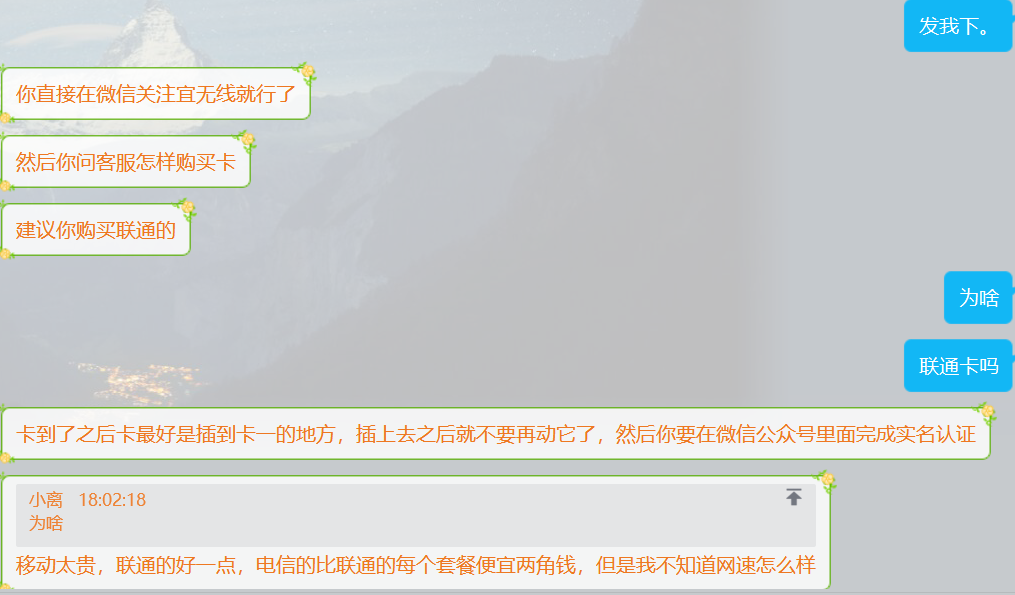 发我下。
你直接在微信关注宜无线就行了
然后你问客服怎样购买卡
建议你购买联通的
为啥
联通卡吗
卡到了之后卡最好是插到卡一的地方，插上去之后就不要再动它了，然后你要在微信公众号里面完成实名认证
小离 18:02:18
为啥
移动太贵，联通的好一点，电信的比联通的每个套餐便宜两角钱，但是我不知道网速怎么样